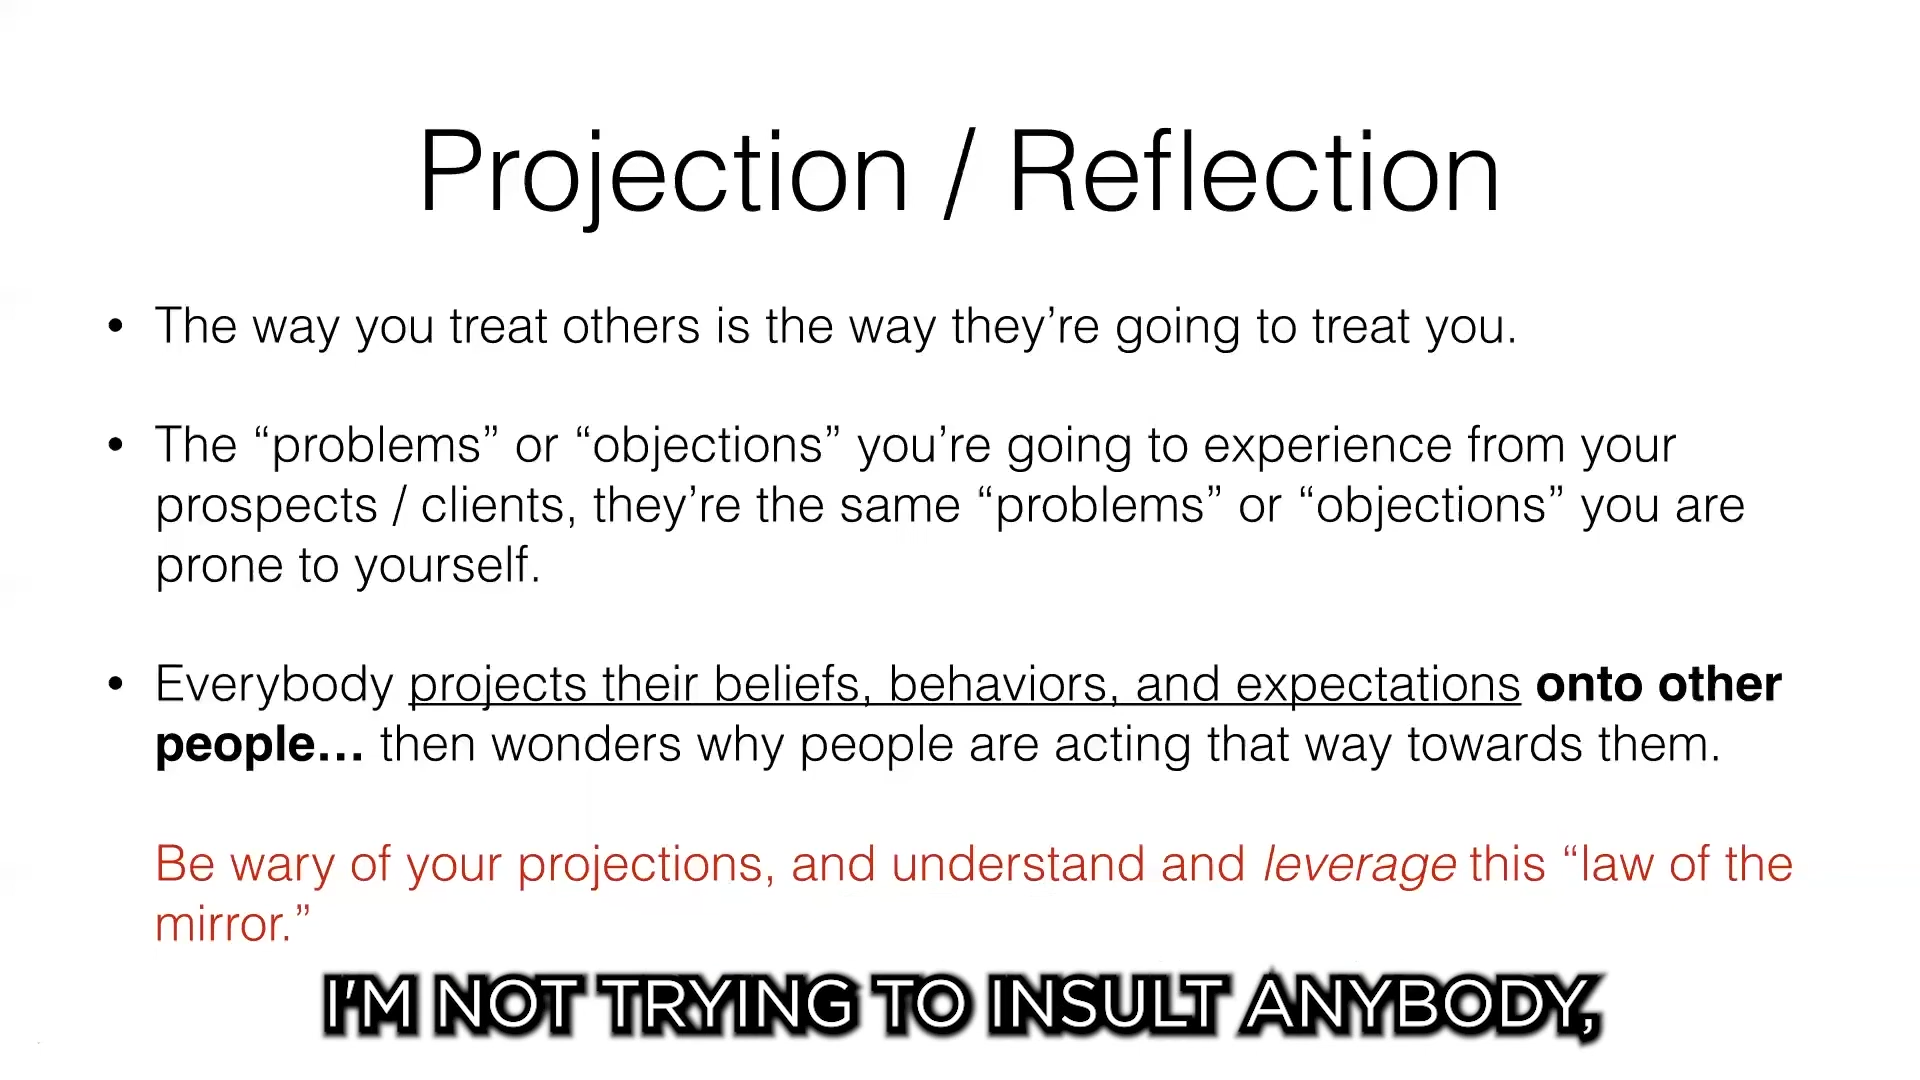 Projection / Reflection
• The way you treat others is the way they’re going to treat you.
• The “problems” or “objections” you’re going to experience from your
prospects / clients, they’re the same “problems” or “objections” you are
prone to yourself.
• Everybody projects their beliefs, behaviors, and expectations onto other
people… then wonders why people are acting that way towards them.
Be wary of your projections, and understand and leverage this “law of the
mirror.”
I'M NOT TRYING TO INSULT ANYBODY,